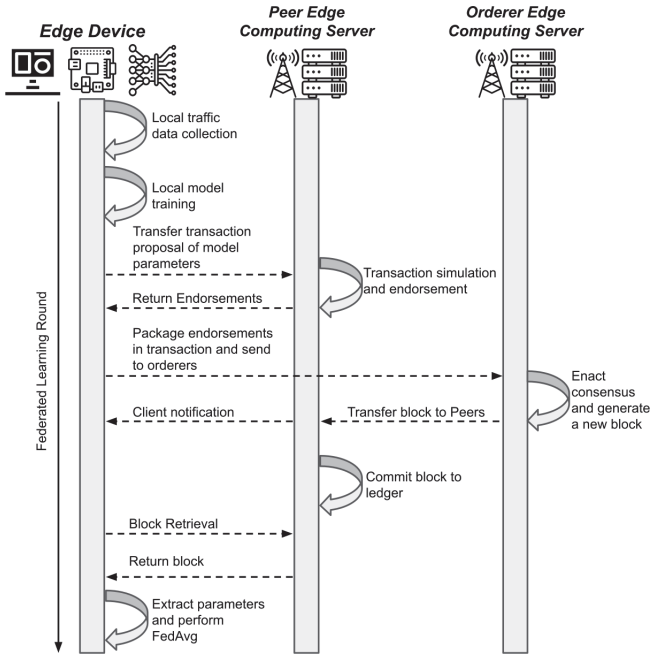 Edge Device
Peer Edge
Computing Server
Orderer Edge
Computing Server
Federated Learning Round
Local traffic
data collection
Local model
training
Transfer transaction
proposal of model
parameters
Transaction simulation
and endorsement
Return Endorsements
Package endorsements
in transaction and send
to orderers
Enact
consensus
and generate
a new block
Client notification
Transfer block to Peers
Commit block to
ledger
Block Retrieval
Return block
Extract parameters
and perform
FedAvg